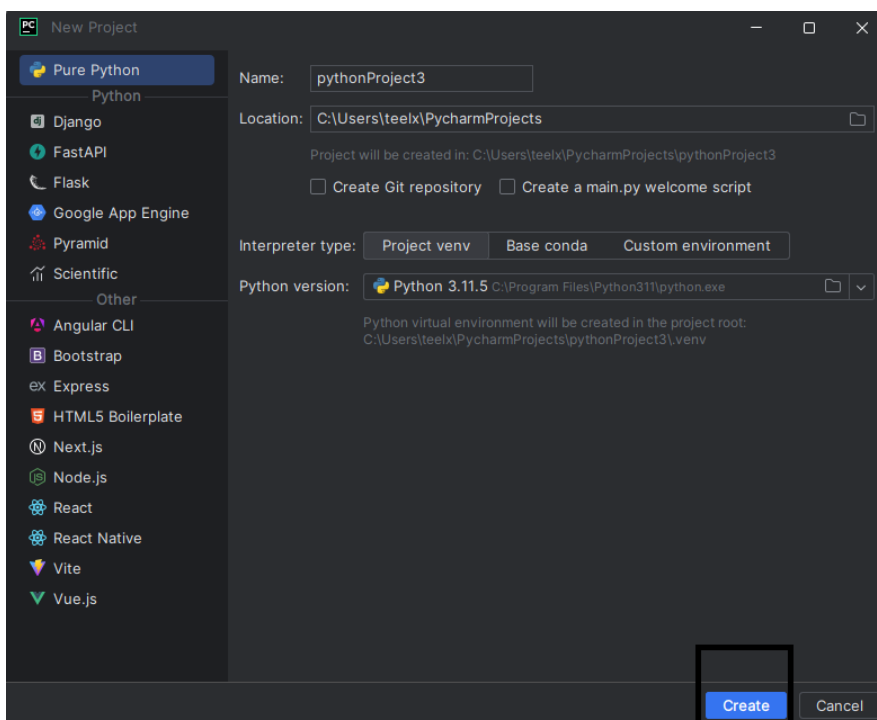 PC New Project
Pure Python
Python
dj Django
FastAPI
Flask
Google App Engine
Pyramid
Scientific
Other
Angular CLI
B Bootstrap
ex Express
5 HTML5 Boilerplate
N Next.js
JS Node.js
React
React Native
Vite
Vue.js
Name: pythonProject3
Location: C:\Users\teelx\PycharmProjects
Project will be created in: C:\Users\teelx\PycharmProjects\pythonProject3
Create Git repository Create a main.py welcome script
Interpreter type: Project venv Base conda Custom environment
Python version: Python 3.11.5 C:\Program Files\Python311\python.exe
Python virtual environment will be created in the project root:
C:\Users\teelx\PycharmProjects\pythonProject3\.venv
Create Cancel